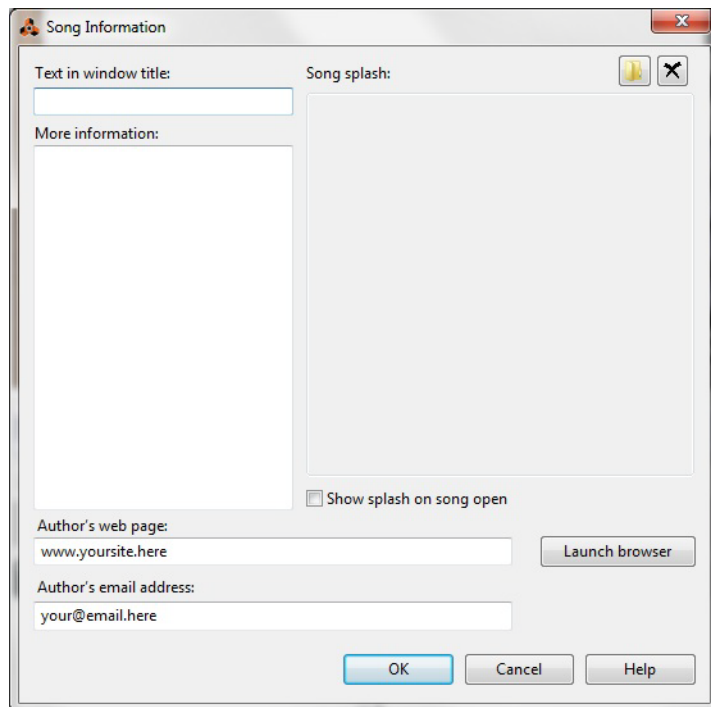 Song Information
Text in window title:
Song splash:
More information:
Show splash on song open
Author's web page:
www.yoursite.here
Launch browser
Author's email address:
your@email.here
OK
Cancel
Help